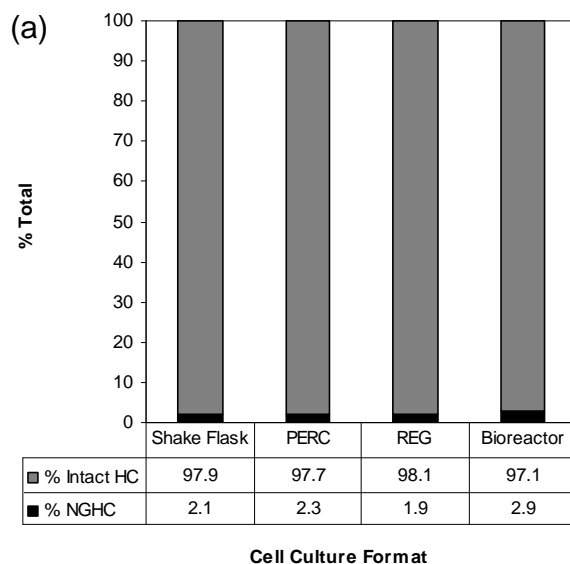 (a)
100
90
80
70
60
50
40
30
20
10
0
% Total
Shake Flask PERC REG Bioreactor
% Intact HC 97.9 97.7 98.1 97.1
% NGHC 2.1 2.3 1.9 2.9
Cell Culture Format